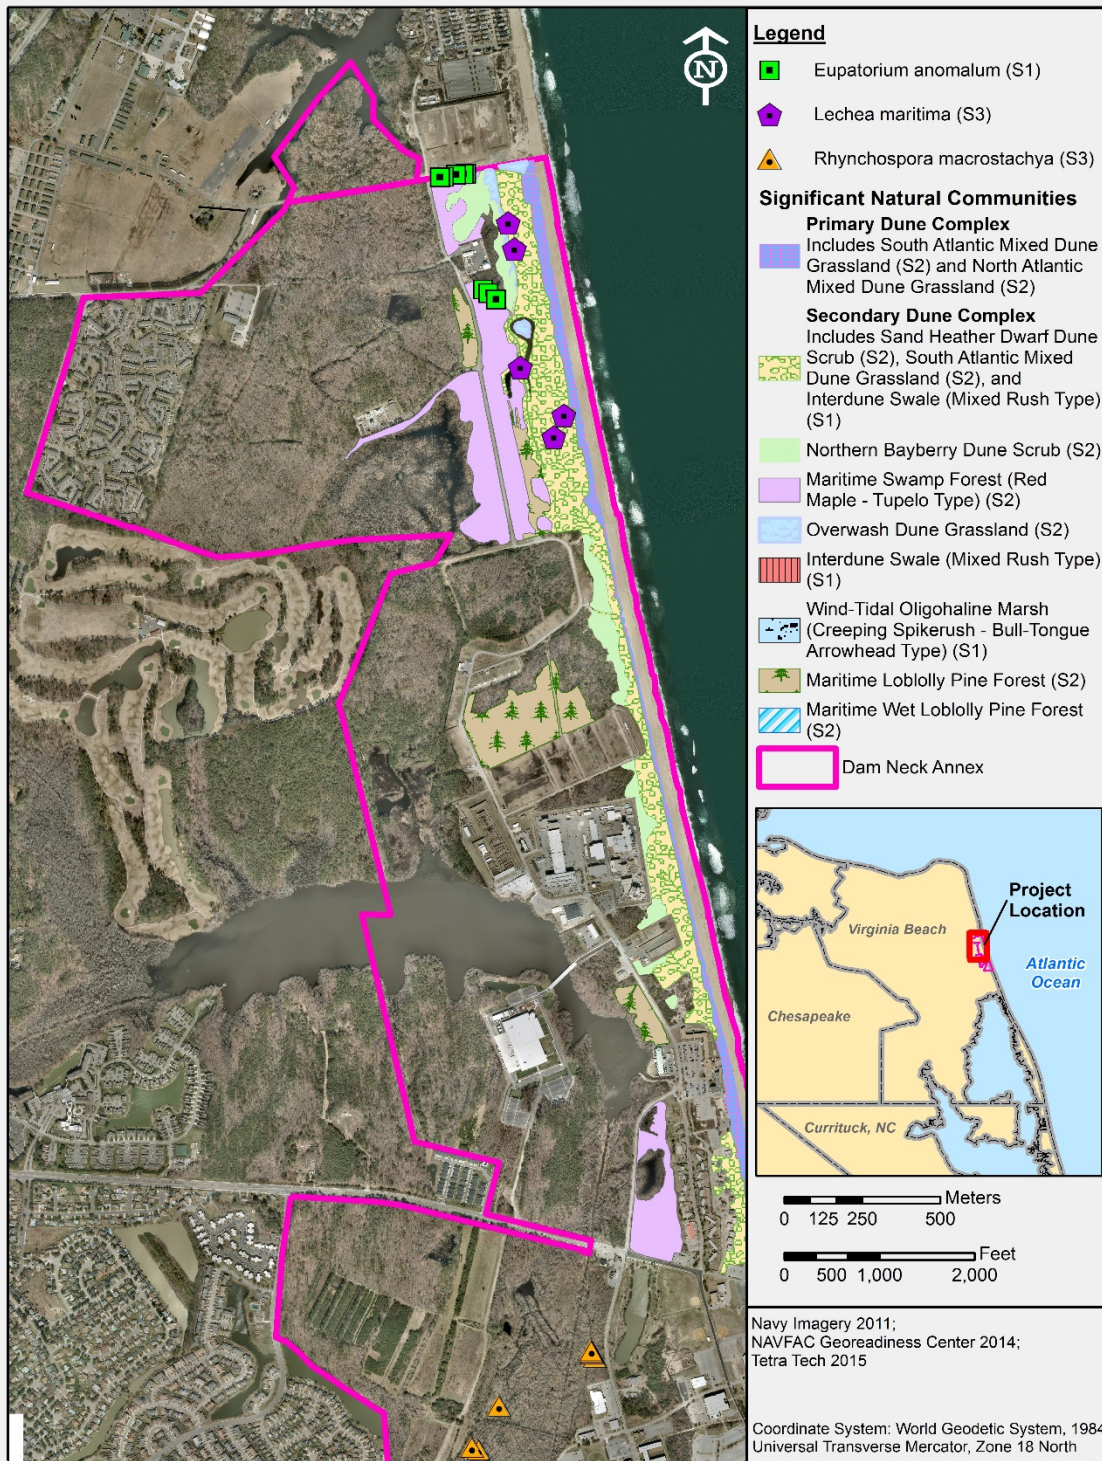 N
Legend
Eupatorium anomalum (S1)
Lechea maritima (S3)
Rhynchospora macrostachya (S3)
Significant Natural Communities
Primary Dune Complex
Includes South Atlantic Mixed Dune
Grassland (S2) and North Atlantic
Mixed Dune Grassland (S2)
Secondary Dune Complex
Includes Sand Heather Dwarf Dune
Scrub (S2), South Atlantic Mixed
Dune Grassland (S2), and
Interdune Swale (Mixed Rush Type)
(S1)
Northern Bayberry Dune Scrub (S2)
Maritime Swamp Forest (Red
Maple - Tupelo Type) (S2)
Overwash Dune Grassland (S2)
Interdune Swale (Mixed Rush Type)
(S1)
Wind-Tidal Oligohaline Marsh
(Creeping Spikerush - Bull-Tongue
Arrowhead Type) (S1)
Maritime Loblolly Pine Forest (S2)
Maritime Wet Loblolly Pine Forest
(S2)
Dam Neck Annex
Project
Location
Virginia Beach
Atlantic
Ocean
Chesapeake
Currituck, NC
Meters
0 125 250 500
Feet
0 500 1,000 2,000
Navy Imagery 2011;
NAVFAC Georeadiness Center 2014;
Tetra Tech 2015
Coordinate System: World Geodetic System, 1984
Universal Transverse Mercator, Zone 18 North